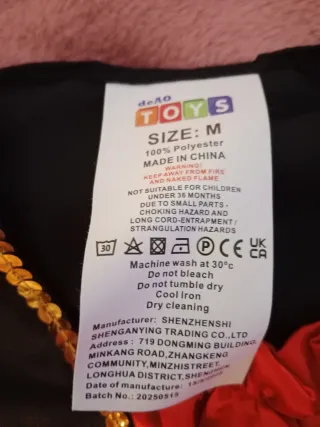 deAO
TOYS
SIZE: M
100% Polyester
MADE IN CHINA
WARNING!
KEEP AWAY FROM FIRE
AND NAKED FLAME
NOT SUITABLE FOR CHILDREN
UNDER 36 MONTHS
DUE TO SMALL PARTS -
CHOKING HAZARD AND
LONG CORD-ENTRAPMENT/
STRANGULATION HAZARDS
30 P CE UK CA
Machine wash at 30°c
Do not bleach
Do not tumble dry
Cool Iron
Dry cleaning
Manufacturer: SHENZHENSHI
SHENGANYING TRADING CO.,LTD
Address: 719 DONGMING BUILDING,
MINKANG ROAD,ZHANGKENG
COMMUNITY,MINZHISTREET,
LONGHUA DISTRICT,SHENZHEN,
Date of manufacture:
Batch No.: 20250515